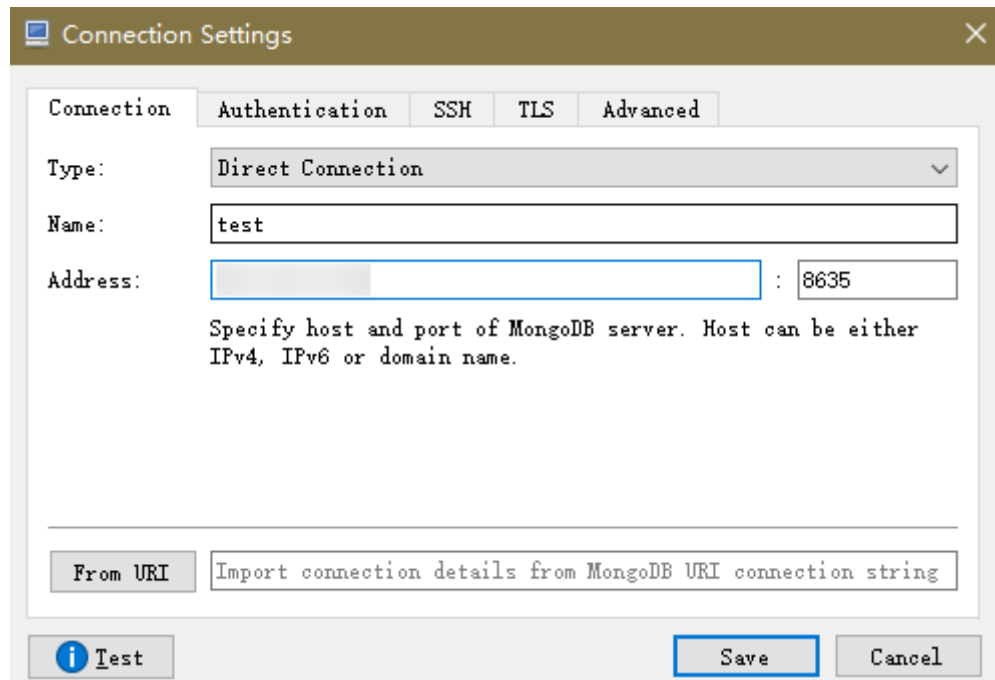 Connection Settings
Connection Authentication SSH TLS Advanced
Type: Direct Connection
Name: test
Address: : 8635
Specify host and port of MongoDB server. Host can be either
IPv4, IPv6 or domain name.
From URI Import connection details from MongoDB URI connection string
Test Save Cancel